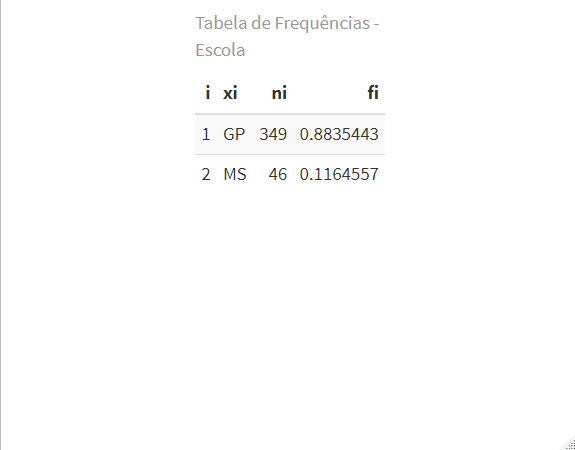 Tabela de Frequências -
Escola
i xi ni fi
1 GP 349 0.8835443
2 MS 46 0.1164557